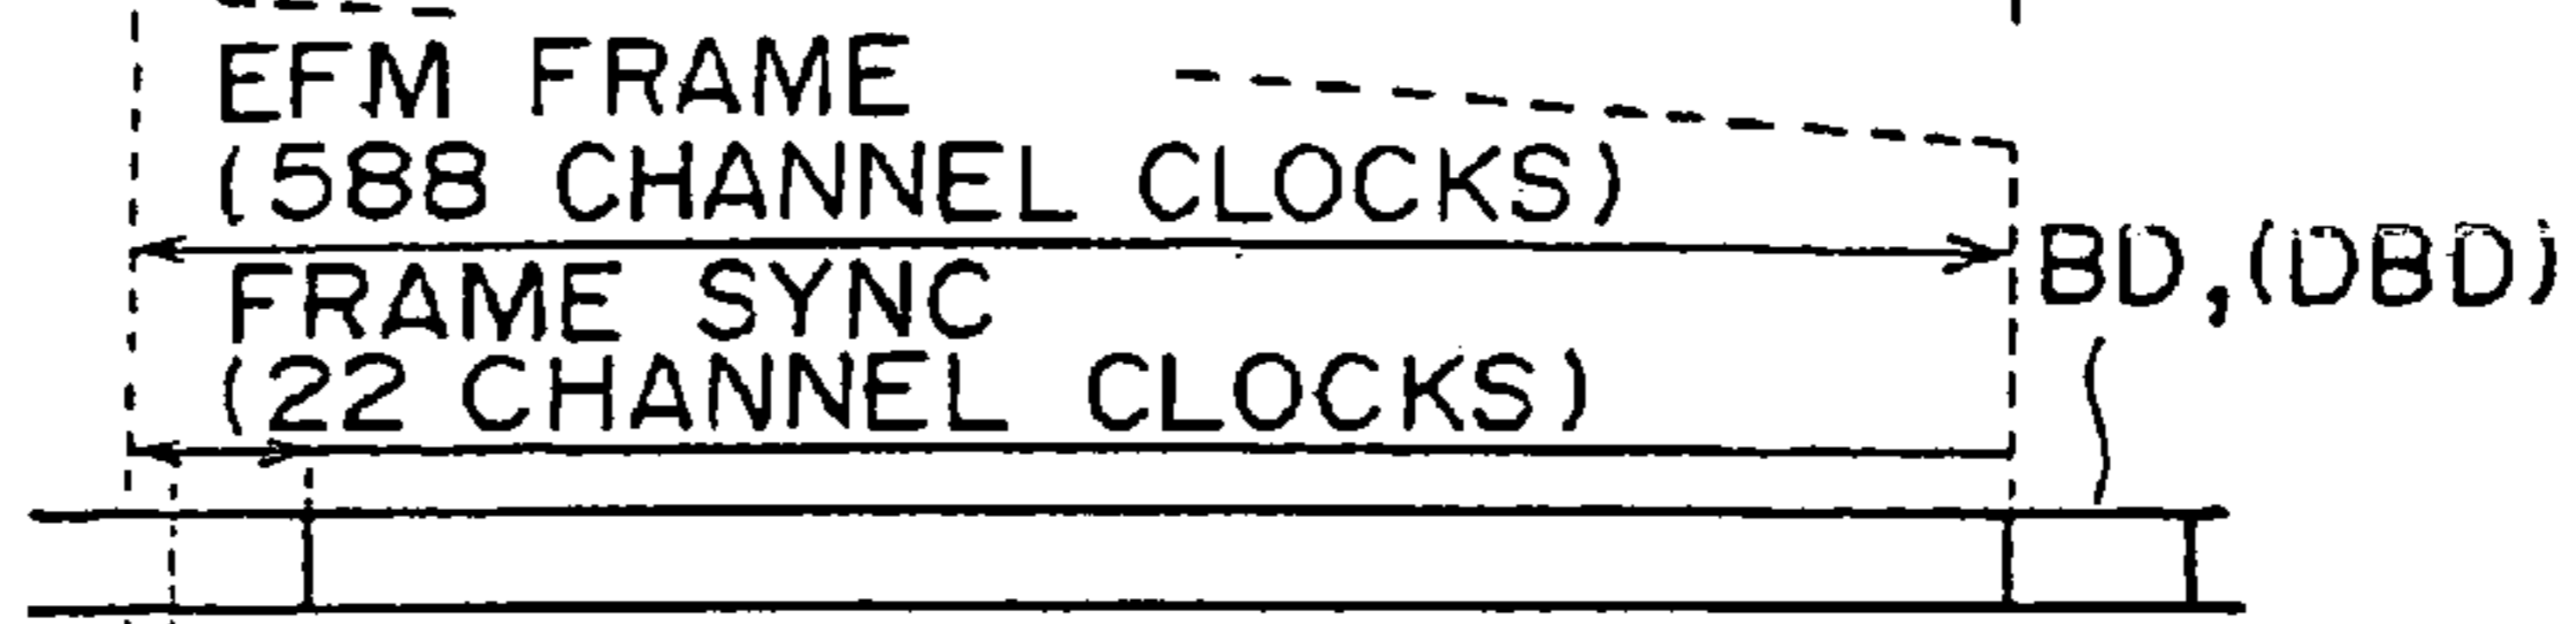 EFM FRAME
(588 CHANNEL CLOCKS)
BD,(DBD)
FRAME SYNC
(22 CHANNEL CLOCKS)